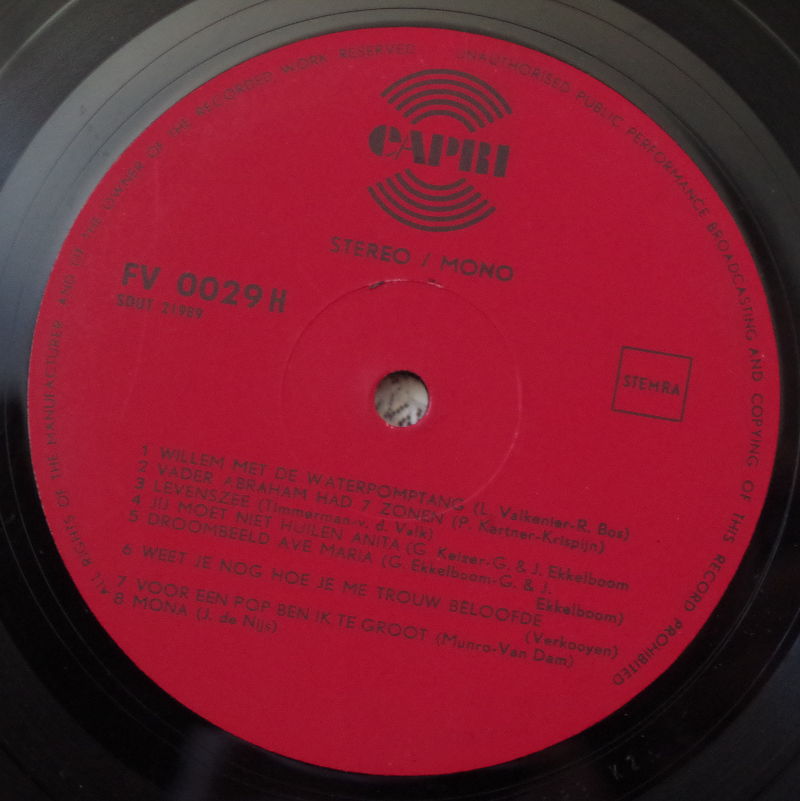 ALL RIGHTS OF THE MANUFACTURER AND OF THE OWNER OF THE RECORDED WORK RESERVED UNAUTHORISED PUBLIC PERFORMANCE BROADCASTING AND COPYING OF THIS RECORD PROHIBITED
CAPRI
STEREO / MONO
FV 0029 H
SDUT 21989
STEMRA
1 WILLEM MET DE WATERPOMPTANG (L. Valkenier-R. Bos)
2 VADER ABRAHAM HAD 7 ZONEN (P. Kartner-Krispijn)
3 LEVENSZEE (Timmerman-v. d. Valk)
4 JIJ MOET NIET HUILEN ANITA (G. Keizer-G. & J. Ekkelboom
5 DROOMBEELD AVE MARIA (G. Ekkelboom-G. & J.
Ekkelboom)
6 WEET JE NOG HOE JE ME TROUW BELOOFDE
(Verkooyen)
7 VOOR EEN POP BEN IK TE GROOT (Munro-Van Dam)
8 MONA (J. de Nijs)